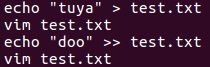 echo "tuya" > test.txt
vim test.txt
echo "doo" >> test.txt
vim test.txt